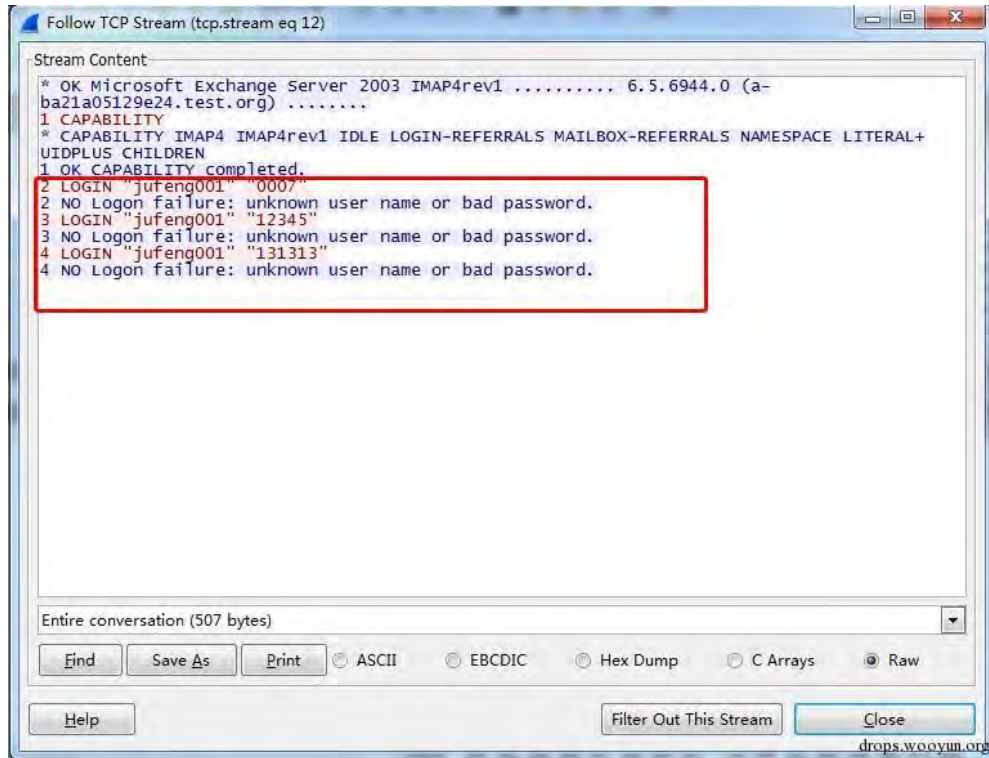 Follow TCP Stream (tcp.stream eq 12)
Stream Content
* OK Microsoft Exchange Server 2003 IMAP4rev1 .......... 6.5.6944.0 (a-
ba21a05129e24.test.org) ........
1 CAPABILITY
* CAPABILITY IMAP4 IMAP4rev1 IDLE LOGIN-REFERRALS MAILBOX-REFERRALS NAMESPACE LITERAL+
UIDPLUS CHILDREN
1 OK CAPABILITY completed.
2 LOGIN "jufeng001" "0007"
2 NO Logon failure: unknown user name or bad password.
3 LOGIN "jufeng001" "12345"
3 NO Logon failure: unknown user name or bad password.
4 LOGIN "jufeng001" "131313"
4 NO Logon failure: unknown user name or bad password.
Entire conversation (507 bytes)
Find Save As Print ASCII EBCDIC Hex Dump C Arrays Raw
Help Filter Out This Stream Close
drops.wooyun.org